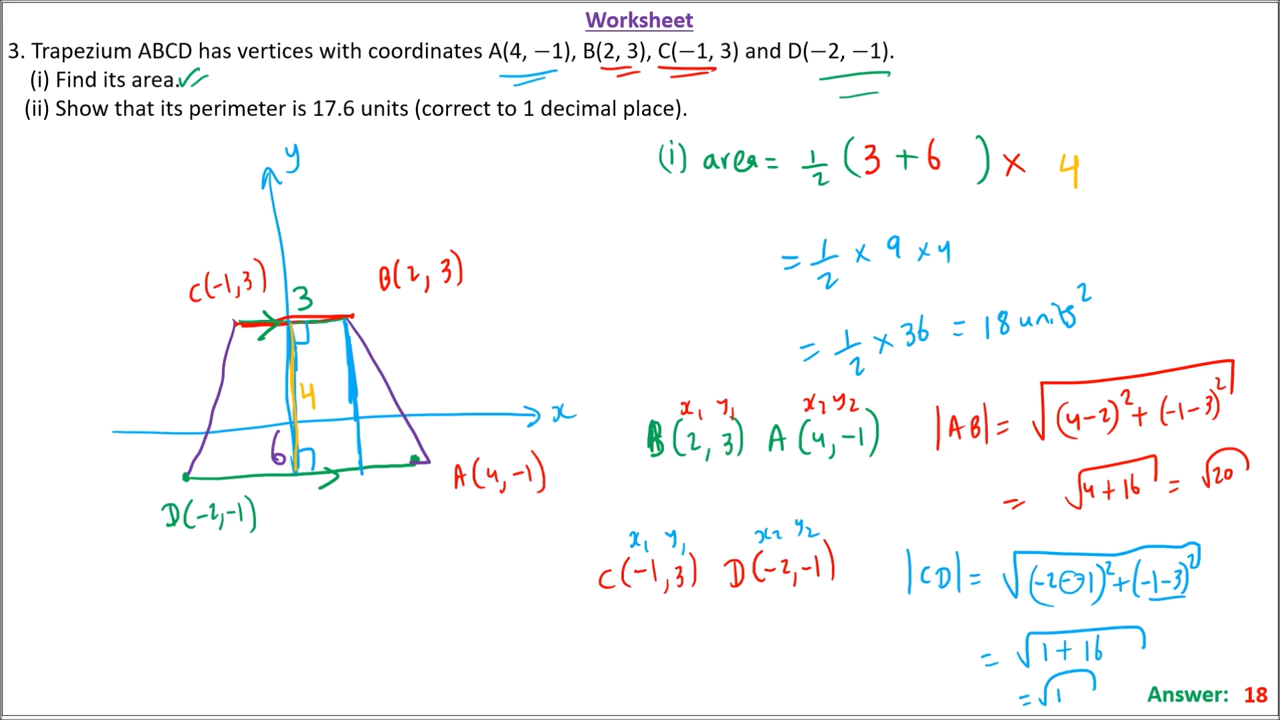 Worksheet
3. Trapezium ABCD has vertices with coordinates A(4, −1), B(2, 3), C(−1, 3) and D(−2, −1).
(i) Find its area.
(ii) Show that its perimeter is 17.6 units (correct to 1 decimal place).
(i) area = 1/2 (3 + 6) × 4
= 1/2 × 9 × 4
= 1/2 × 36 = 18 units²
y
C(-1,3)
3
B(2, 3)
4
x
6
A(4,-1)
D(-2,-1)
x₁ y₁ x₂ y₂
B(2, 3) A(4,-1)
|AB| = √(4-2)² + (-1-3)²
= √4+16 = √20
x₁ y₁ x₂ y₂
C(-1,3) D(-2,-1)
|CD| = √(-2--1)² + (-1-3)²
= √1+16
= √1
Answer: 18